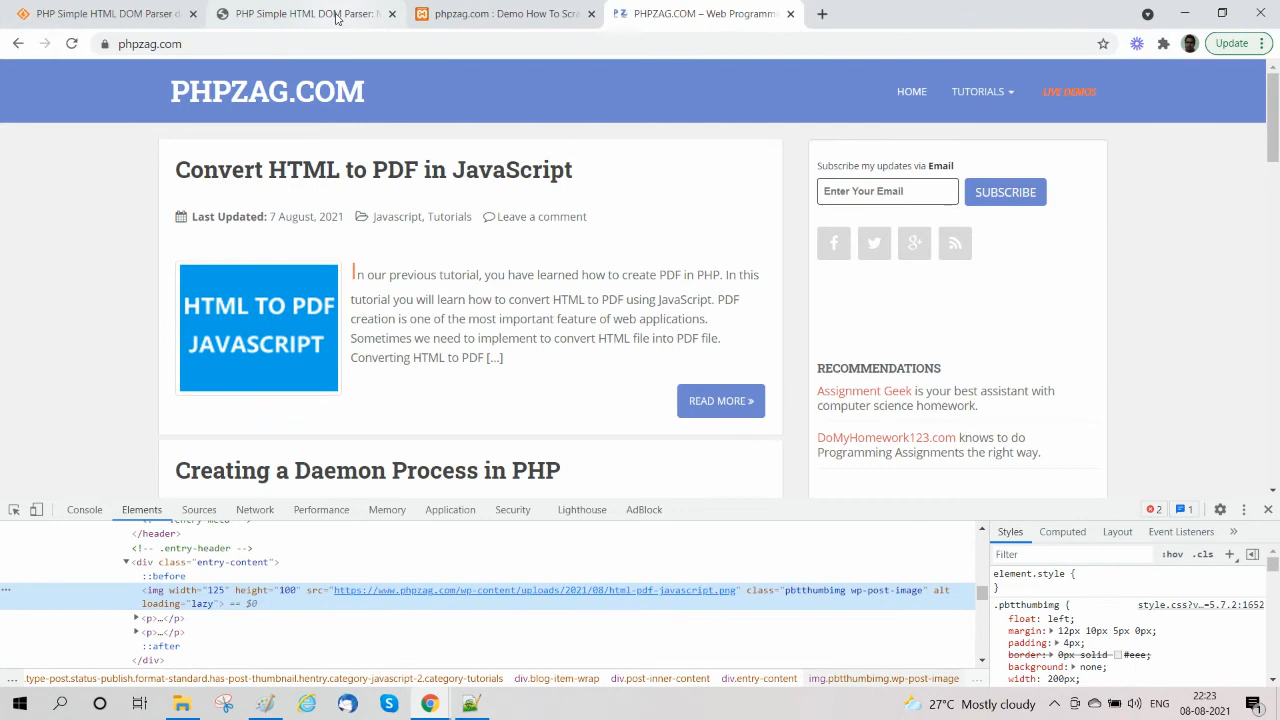 phpMyAdmin
PHP Simple HTML DOM Parser: M
phpzag.com : Demo How To Scra
PHPZAG.COM – Web Programm
phpzag.com
Update
PHPZAG.COM
HOME
TUTORIALS
LIVE DEMOS
Convert HTML to PDF in JavaScript
Last Updated: 7 August, 2021
Javascript, Tutorials
Leave a comment
HTML TO PDF
JAVASCRIPT
In our previous tutorial, you have learned how to create PDF in PHP. In this
tutorial you will learn how to convert HTML to PDF using JavaScript. PDF
creation is one of the most important feature of web applications.
Sometimes we need to implement to convert HTML file into PDF file.
Converting HTML to PDF […]
READ MORE »
Creating a Daemon Process in PHP
Subscribe my updates via Email
Enter Your Email
SUBSCRIBE
RECOMMENDATIONS
Assignment Geek is your best assistant with
computer science homework.
DoMyHomework123.com knows to do
Programming Assignments the right way.
Console Elements Sources Network Performance Memory Application Security Lighthouse AdBlock
2
1
</header>
<!-- .entry-header -->
<div class="entry-content">
::before
<img width="125" height="100" src="https://www.phpzag.com/wp-content/uploads/2021/08/html-pdf-javascript.png" class="pbtthumbimg wp-post-image" alt
loading="lazy"> == $0
<p>…</p>
<p>…</p>
::after
</div>
.type-post.status-publish.format-standard.has-post-thumbnail.hentry.category-javascript-2.category-tutorials div.blog-item-wrap div.post-inner-content div.entry-content img.pbtthumbimg.wp-post-image
Styles Computed Layout Event Listeners »
Filter
:hov .cls
element.style {
}
.pbtthumbimg { style.css?v…=5.7.2:1652
float: left;
margin: 12px 10px 5px 0px;
padding: 4px;
border: 0px solid #eee;
background: none;
width: 200px;
27°C Mostly cloudy
22:23
08-08-2021
1